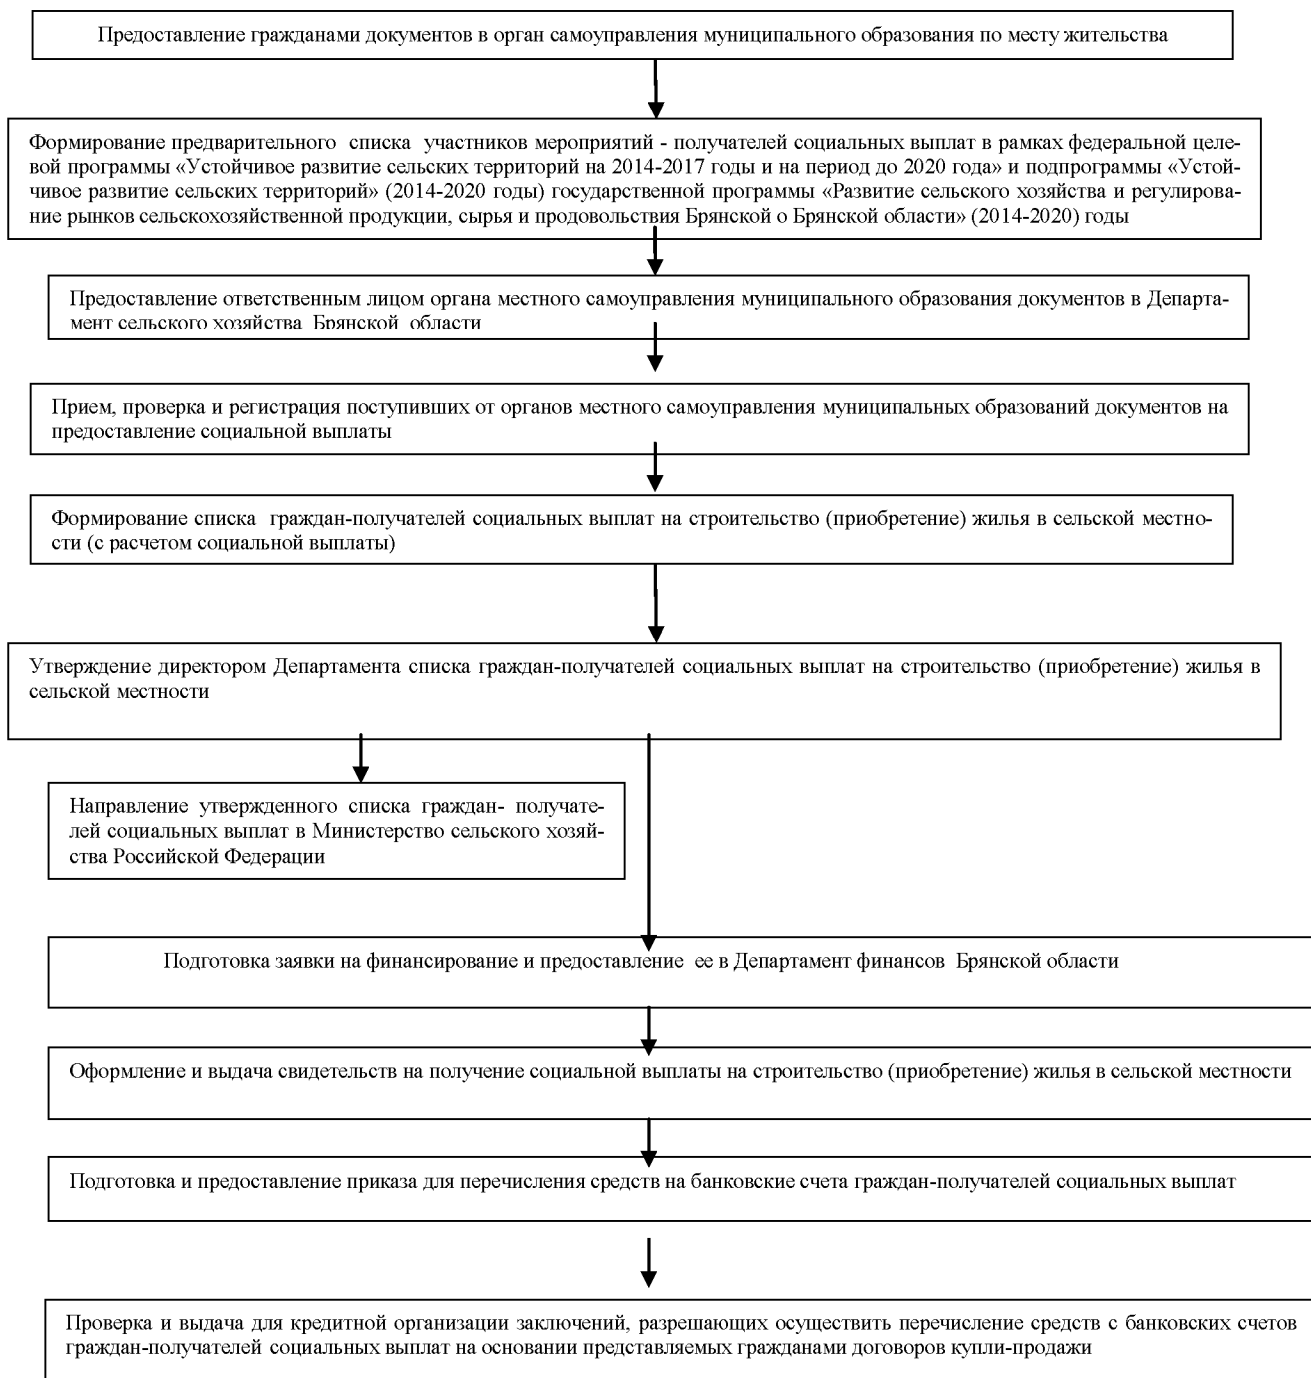 Предоставление гражданами документов в орган самоуправления муниципального образования по месту жительства
Формирование предварительного списка участников мероприятий - получателей социальных выплат в рамках федеральной целе-
вой программы «Устойчивое развитие сельских территорий на 2014-2017 годы и на период до 2020 года» и подпрограммы «Устой-
чивое развитие сельских территорий» (2014-2020 годы) государственной программы «Развитие сельского хозяйства и регулирова-
ние рынков сельскохозяйственной продукции, сырья и продовольствия Брянской о Брянской области» (2014-2020) годы
Предоставление ответственным лицом органа местного самоуправления муниципального образования документов в Департа-
мент сельского хозяйства Брянской области
Прием, проверка и регистрация поступивших от органов местного самоуправления муниципальных образований документов на
предоставление социальной выплаты
Формирование списка граждан-получателей социальных выплат на строительство (приобретение) жилья в сельской местно-
сти (с расчетом социальной выплаты)
Утверждение директором Департамента списка граждан-получателей социальных выплат на строительство (приобретение) жилья в
сельской местности
Направление утвержденного списка граждан- получате-
лей социальных выплат в Министерство сельского хозяй-
ства Российской Федерации
Подготовка заявки на финансирование и предоставление ее в Департамент финансов Брянской области
Оформление и выдача свидетельств на получение социальной выплаты на строительство (приобретение) жилья в сельской местности
Подготовка и предоставление приказа для перечисления средств на банковские счета граждан-получателей социальных выплат
Проверка и выдача для кредитной организации заключений, разрешающих осуществить перечисление средств с банковских счетов
граждан-получателей социальных выплат на основании представляемых гражданами договоров купли-продажи